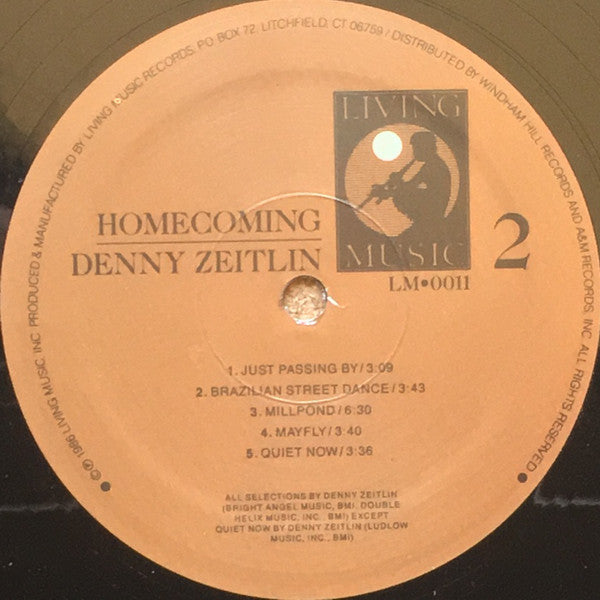 © ℗ 1986 LIVING MUSIC, INC. PRODUCED & MANUFACTURED BY LIVING MUSIC RECORDS, P.O. BOX 72, LITCHFIELD, CT 06759 / DISTRIBUTED BY WINDHAM HILL RECORDS AND A&M RECORDS, INC. ALL RIGHTS RESERVED
LIVING
MUSIC
HOMECOMING
DENNY ZEITLIN
2
LM•0011
1. JUST PASSING BY/3:09
2. BRAZILIAN STREET DANCE/3:43
3. MILLPOND/6:30
4. MAYFLY/3:40
5. QUIET NOW/3:36
ALL SELECTIONS BY DENNY ZEITLIN
(BRIGHT ANGEL MUSIC, BMI, DOUBLE
HELIX MUSIC, INC., BMI) EXCEPT
QUIET NOW BY DENNY ZEITLIN (LUDLOW
MUSIC, INC., BMI)